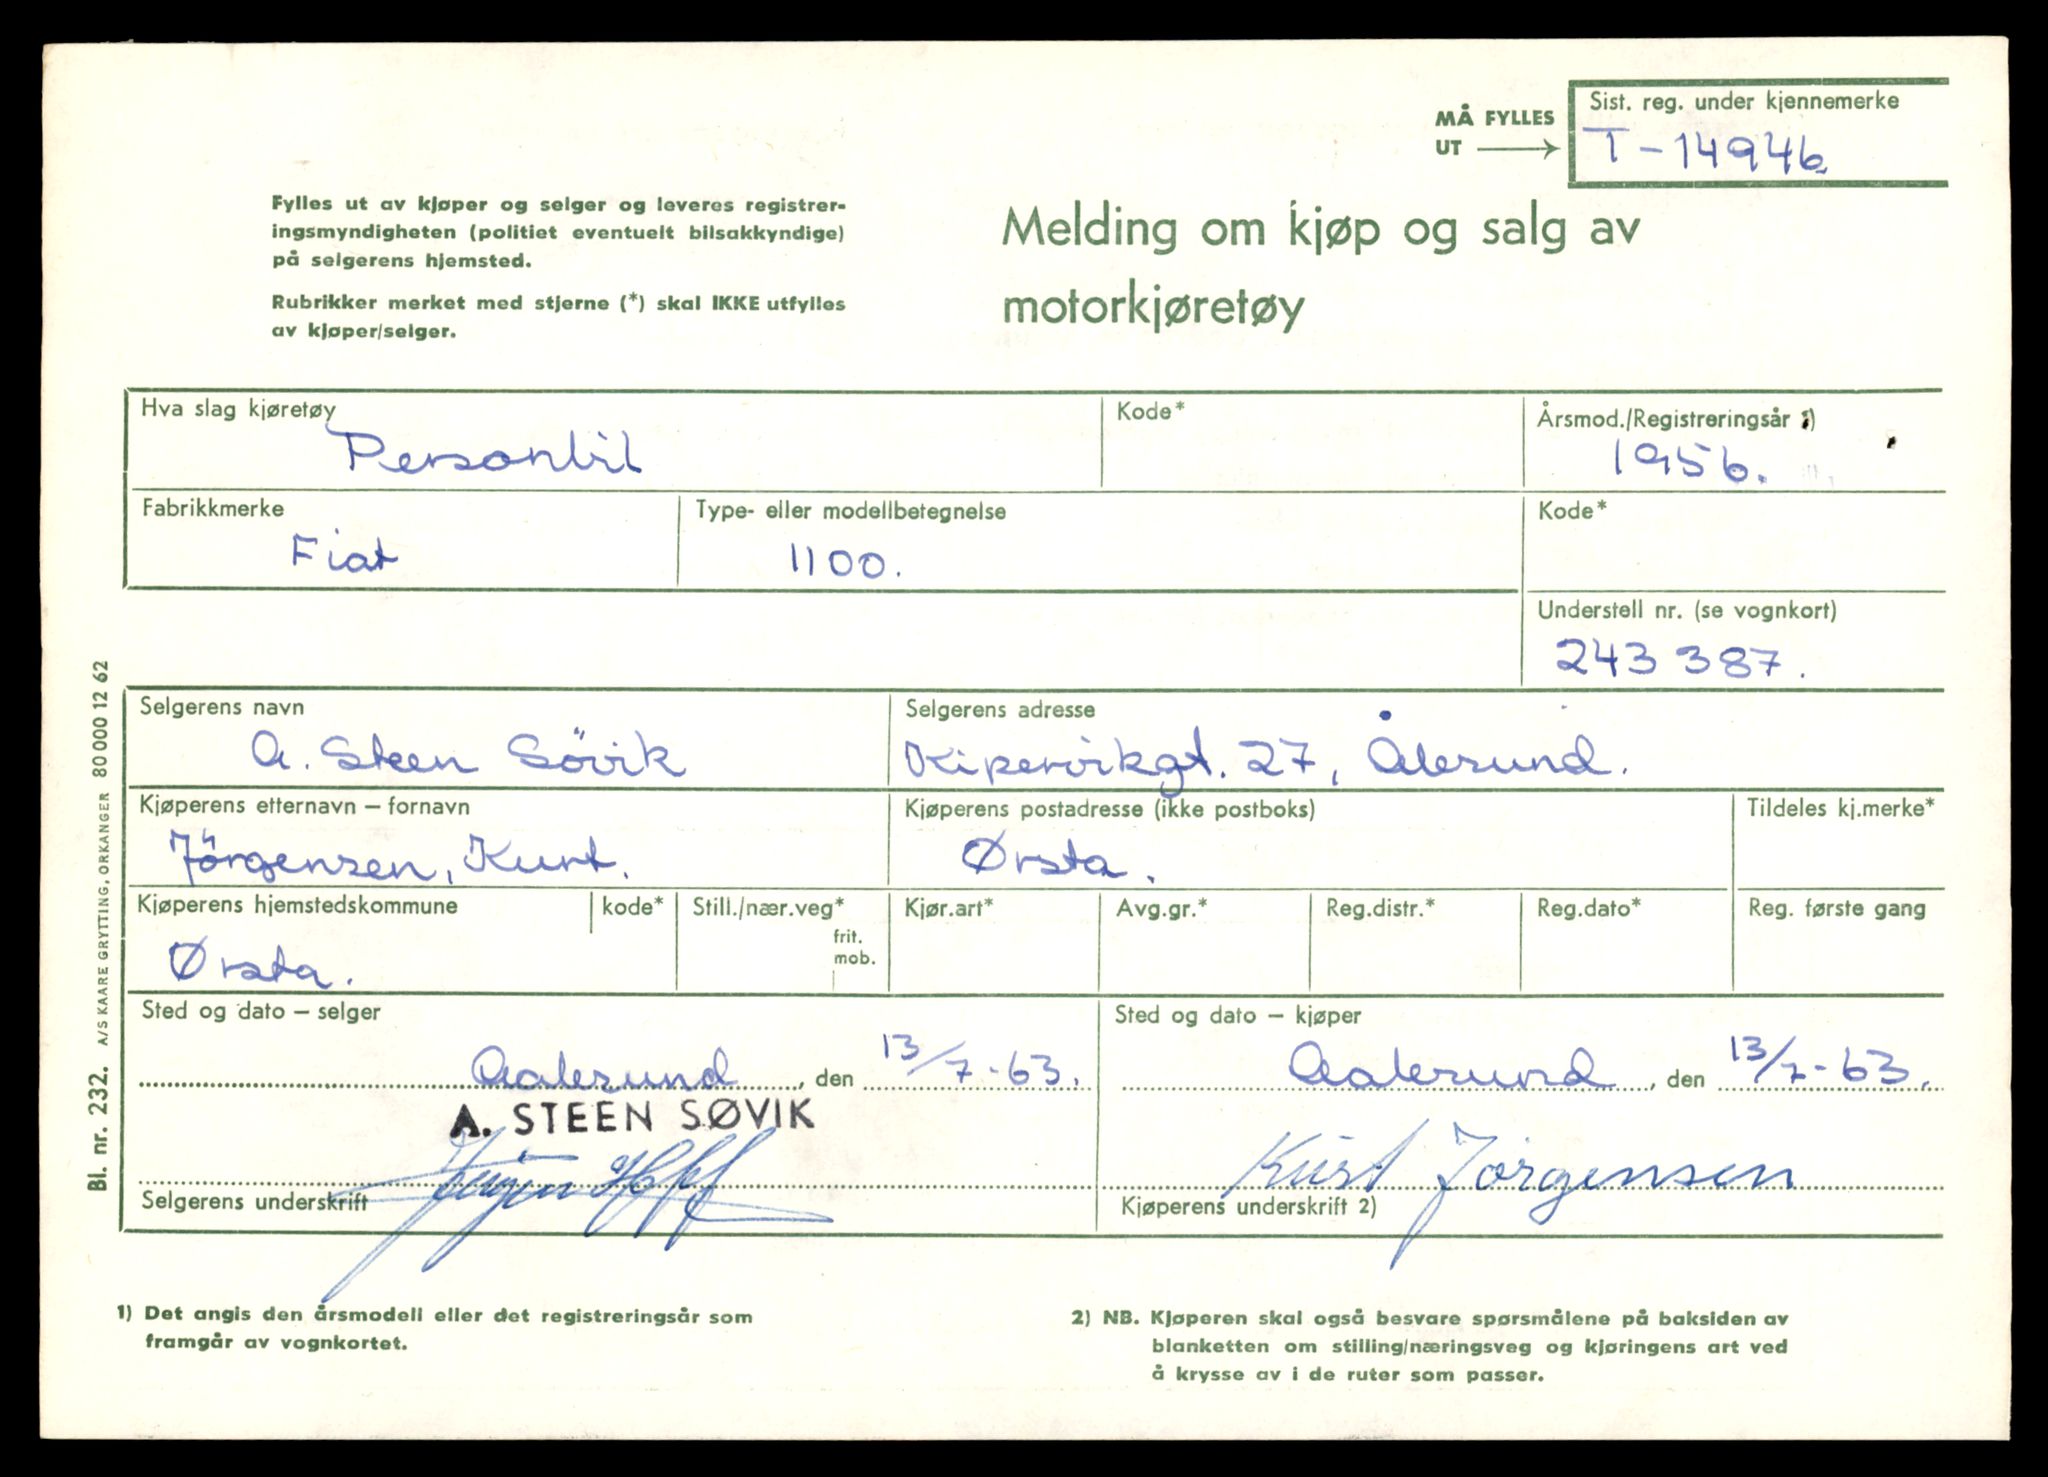 MÅ FYLLES
UT
Sist. reg. under kjennemerke
T-14946.
Fylles ut av kjøper og selger og leveres registrer-
ingsmyndigheten (politiet eventuelt bilsakkyndige)
på selgerens hjemsted.
Rubrikker merket med stjerne (*) skal IKKE utfylles
av kjøper/selger.
Melding om kjøp og salg av
motorkjøretøy
Hva slag kjøretøy
Personbil
Kode*
Årsmod./Registreringsår 1)
1956.
Fabrikkmerke
Fiat
Type- eller modellbetegnelse
1100.
Kode*
Understell nr. (se vognkort)
243387.
Selgerens navn
A. Steen Sövik
Selgerens adresse
Kipervikgt. 27, Ålesund.
Kjøperens etternavn – fornavn
Jörgensen, Kurt.
Kjøperens postadresse (ikke postboks)
Ørsta.
Tildeles kj.merke*
Kjøperens hjemstedskommune
Ørsta.
kode*
Still./nær.veg*
frit.
mob.
Kjør.art*
Avg.gr.*
Reg.distr.*
Reg.dato*
Reg. første gang
Sted og dato – selger
Aalesund, den 13/7-63.
A. STEEN SØVIK
Selgerens underskrift
Sted og dato – kjøper
Aalesund, den 13/7-63.
Kurt Jörgensen
Kjøperens underskrift 2)
1) Det angis den årsmodell eller det registreringsår som
framgår av vognkortet.
2) NB. Kjøperen skal også besvare spørsmålene på baksiden av
blanketten om stilling/næringsveg og kjøringens art ved
å krysse av i de ruter som passer.
Bl. nr. 232. A/S KAARE GRYTTING, ORKANGER 80 000 12 62